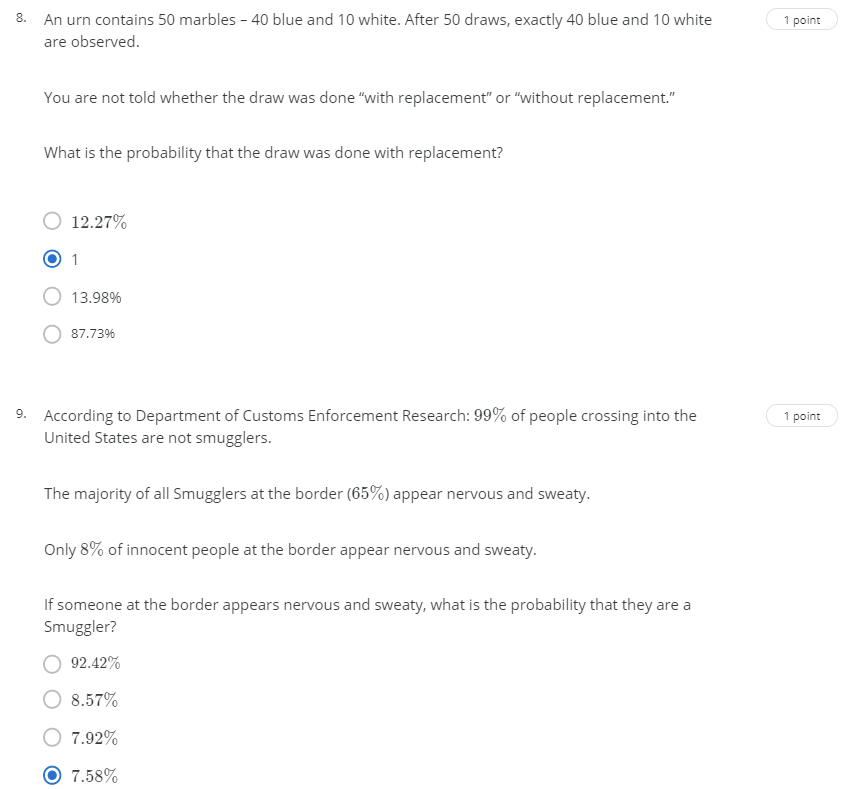 8. An urn contains 50 marbles – 40 blue and 10 white. After 50 draws, exactly 40 blue and 10 white
1 point
are observed.
You are not told whether the draw was done “with replacement” or “without replacement.”
What is the probability that the draw was done with replacement?
12.27%
1
13.98%
87.73%
9. According to Department of Customs Enforcement Research: 99% of people crossing into the
1 point
United States are not smugglers.
The majority of all Smugglers at the border (65%) appear nervous and sweaty.
Only 8% of innocent people at the border appear nervous and sweaty.
If someone at the border appears nervous and sweaty, what is the probability that they are a
Smuggler?
92.42%
8.57%
7.92%
7.58%